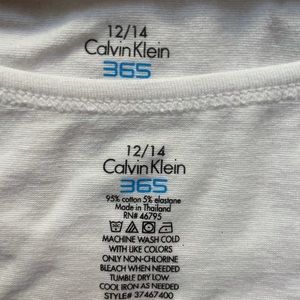 12/14
Calvin Klein
365
12/14
Calvin Klein
365
95% cotton 5% elastane
Made in Thailand
RN# 46795
MACHINE WASH COLD
WITH LIKE COLORS
ONLY NON-CHLORINE
BLEACH WHEN NEEDED
TUMBLE DRY LOW
COOL IRON AS NEEDED
STYLE# 37467400